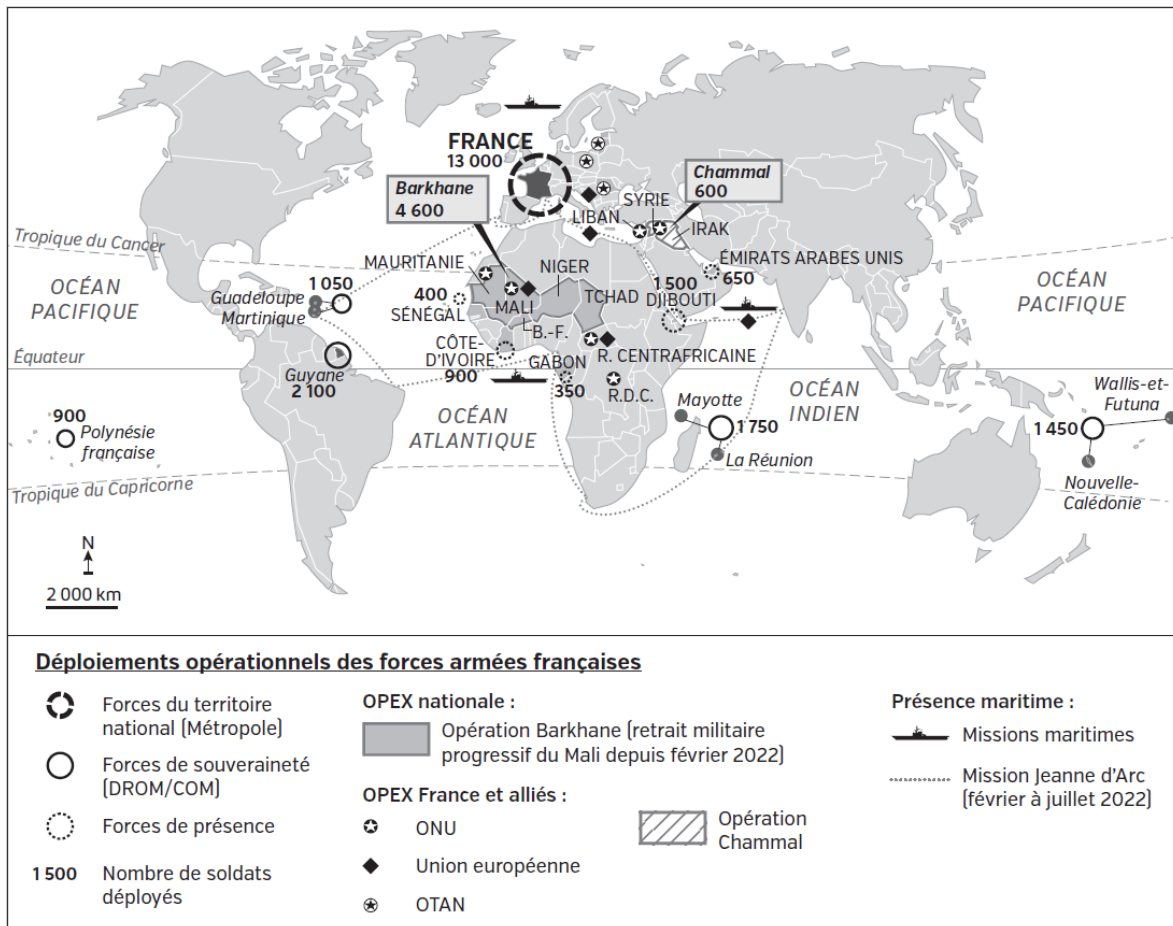 FRANCE
13 000
Barkhane
4 600
Chammal
600
SYRIE
LIBAN
IRAK
Tropique du Cancer
MAURITANIE
NIGER
ÉMIRATS ARABES UNIS
650
OCÉAN
PACIFIQUE
1 050
Guadeloupe
Martinique
400
SÉNÉGAL
MALI
TCHAD
1 500
DJIBOUTI
OCÉAN
PACIFIQUE
B.-F.
Équateur
CÔTE-
D'IVOIRE
900
GABON
350
R. CENTRAFRICAINE
R.D.C.
Guyane
2 100
OCÉAN
ATLANTIQUE
OCÉAN
INDIEN
Wallis-et-
Futuna
900
Polynésie
française
Mayotte
1 750
La Réunion
1 450
Nouvelle-
Calédonie
Tropique du Capricorne
N
2 000 km
Déploiements opérationnels des forces armées françaises
Forces du territoire
national (Métropole)
Forces de souveraineté
(DROM/COM)
Forces de présence
1 500 Nombre de soldats
déployés
OPEX nationale :
Opération Barkhane (retrait militaire
progressif du Mali depuis février 2022)
OPEX France et alliés :
ONU
Union européenne
OTAN
Opération
Chammal
Présence maritime :
Missions maritimes
Mission Jeanne d'Arc
(février à juillet 2022)